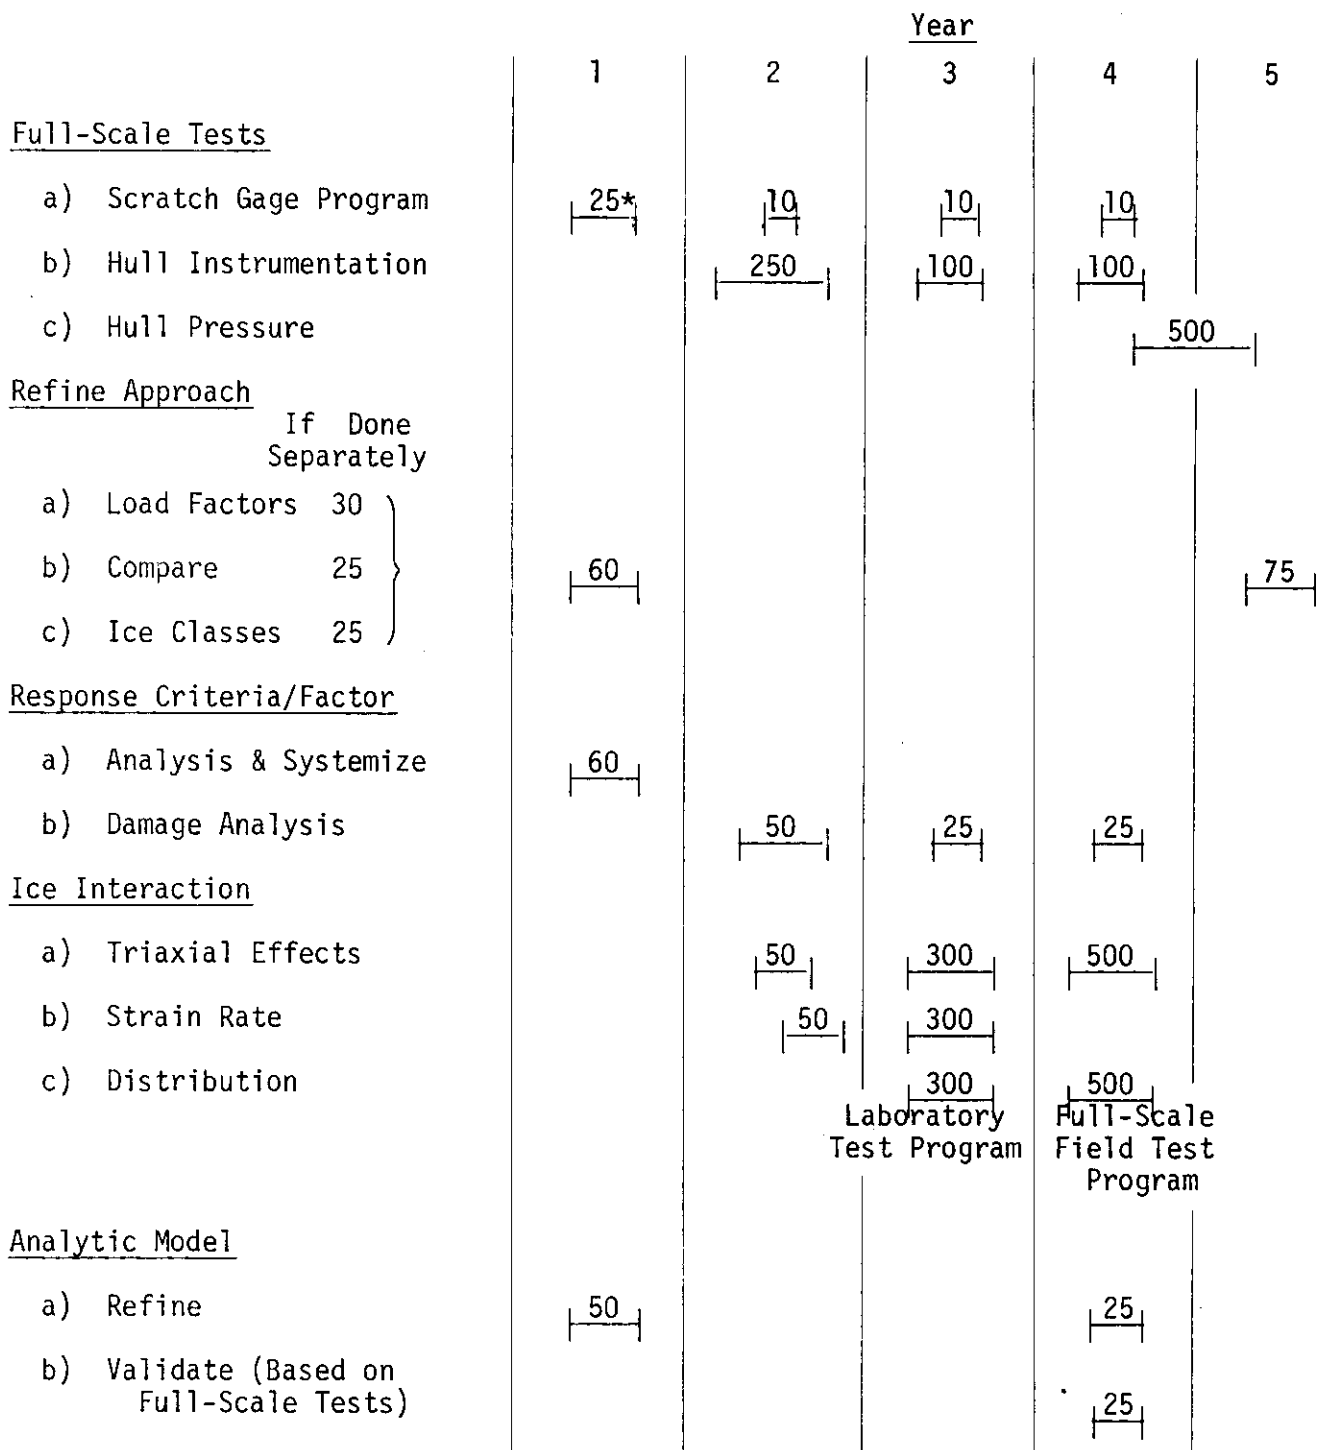 Year
1 2 3 4 5
Full-Scale Tests
a) Scratch Gage Program 25* 10 10 10
b) Hull Instrumentation 250 100 100
c) Hull Pressure 500
Refine Approach
If Done
Separately
a) Load Factors 30
b) Compare 25 60 75
c) Ice Classes 25
Response Criteria/Factor
a) Analysis & Systemize 60
b) Damage Analysis 50 25 25
Ice Interaction
a) Triaxial Effects 50 300 500
b) Strain Rate 50 300
c) Distribution 300 500
Laboratory Full-Scale
Test Program Field Test
Program
Analytic Model
a) Refine 50 25
b) Validate (Based on
Full-Scale Tests) 25